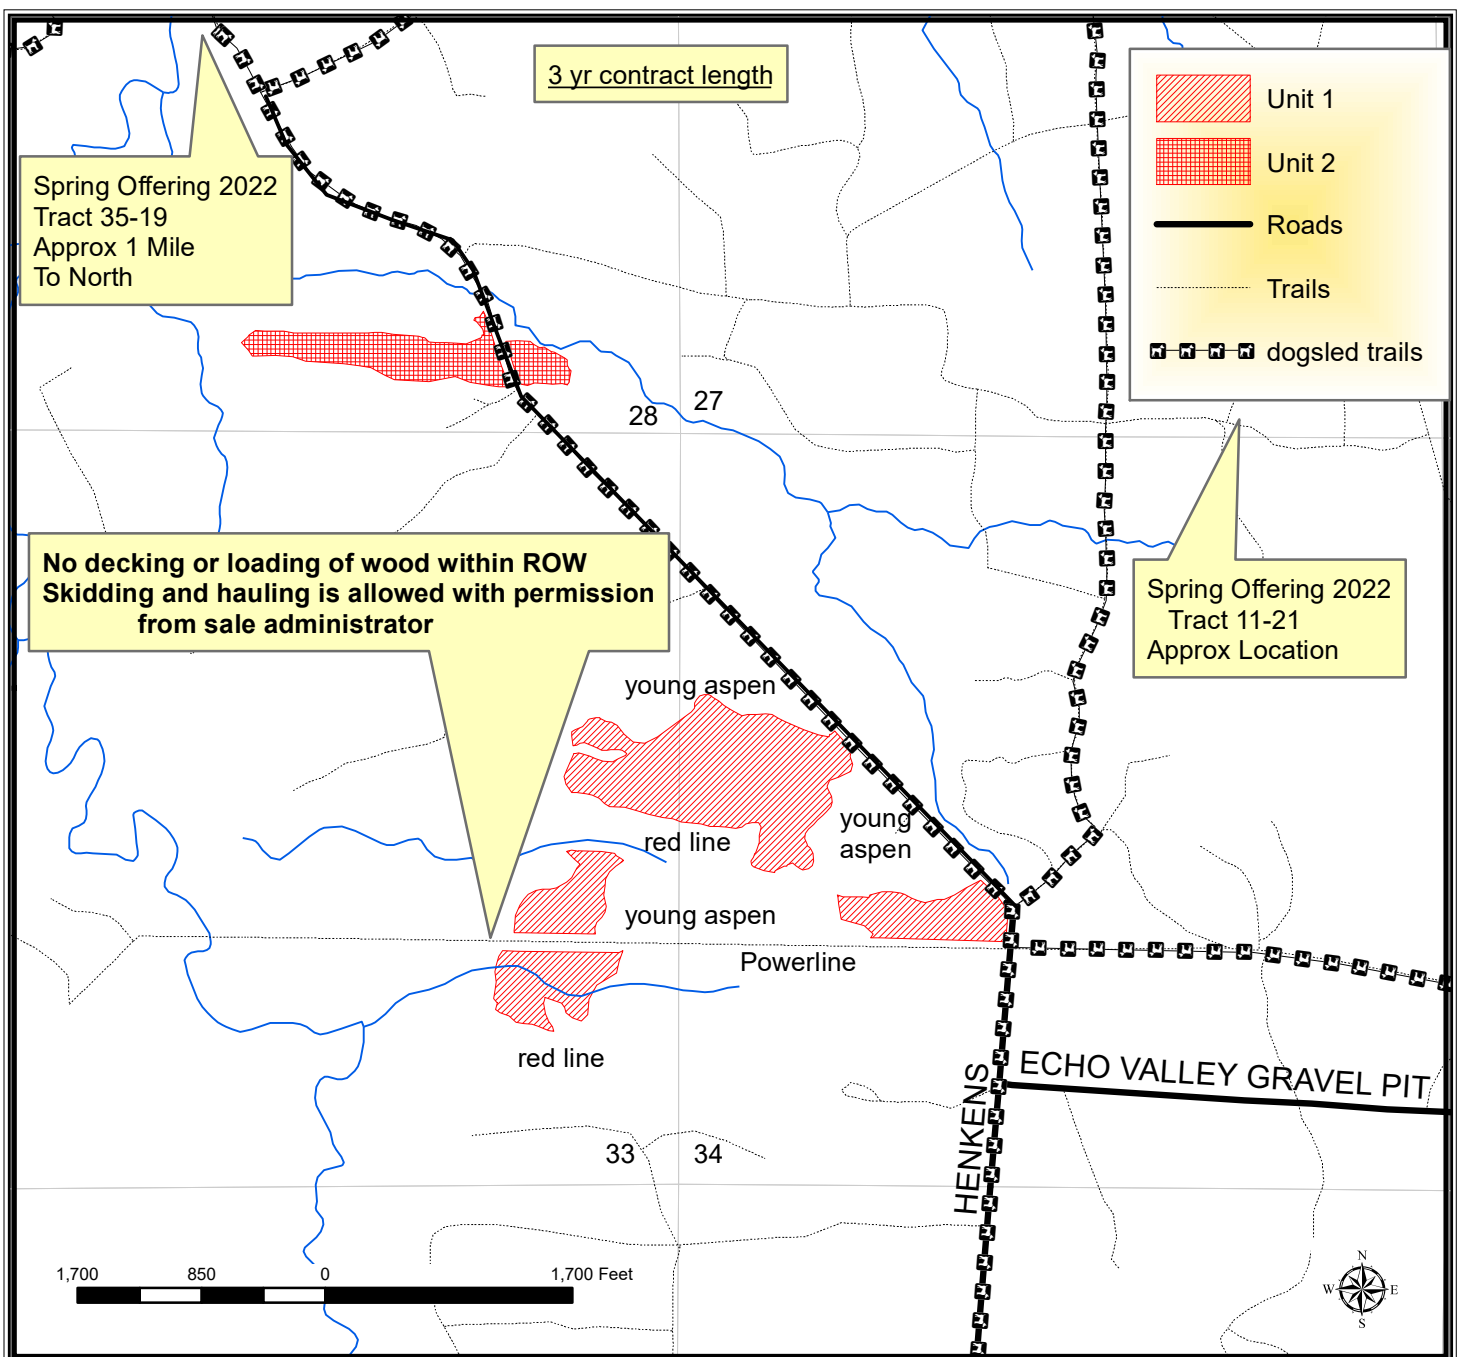 3 yr contract length
Unit 1
Unit 2
Roads
Trails
dogsled trails
Spring Offering 2022
Tract 35-19
Approx 1 Mile
To North
28
27
No decking or loading of wood within ROW
Skidding and hauling is allowed with permission
from sale administrator
Spring Offering 2022
Tract 11-21
Approx Location
young aspen
red line
young
aspen
young aspen
Powerline
red line
ECHO VALLEY GRAVEL PIT
HENKENS
33
34
1,700
850
0
1,700 Feet
N
W
E
S